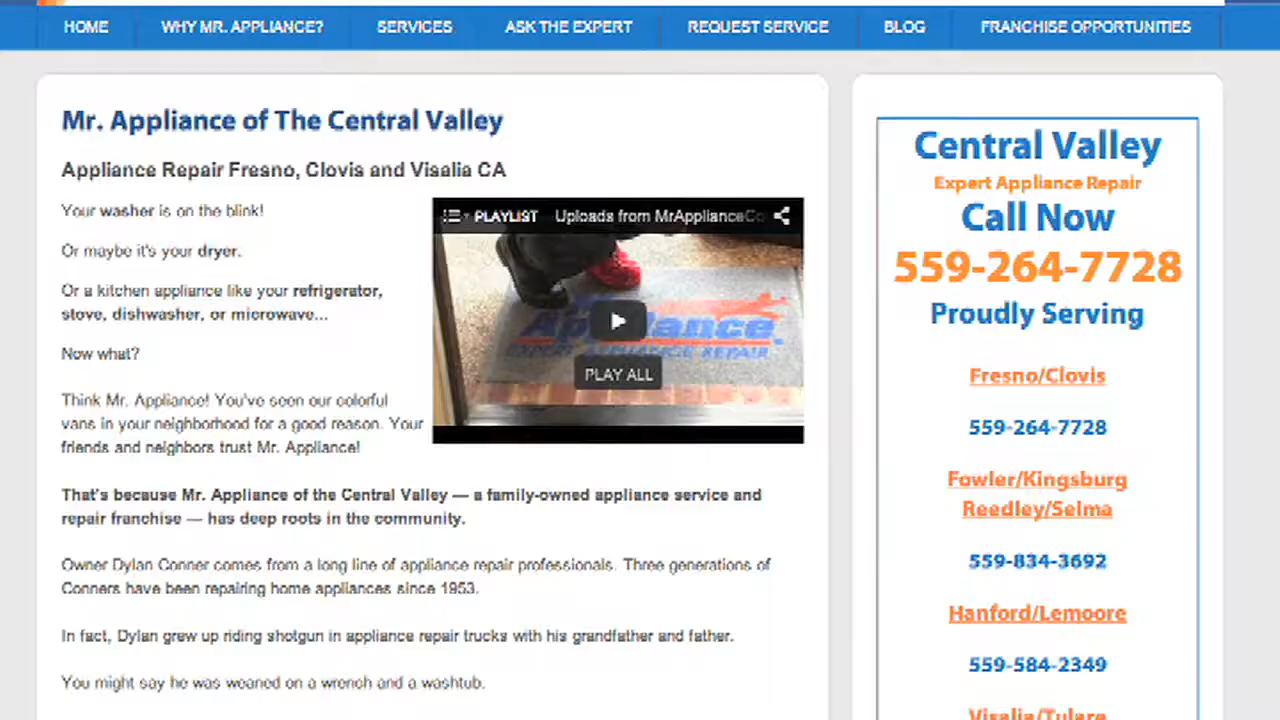 HOME WHY MR. APPLIANCE? SERVICES ASK THE EXPERT REQUEST SERVICE BLOG FRANCHISE OPPORTUNITIES
Mr. Appliance of The Central Valley
Appliance Repair Fresno, Clovis and Visalia CA
Your washer is on the blink!
Or maybe it's your dryer.
Or a kitchen appliance like your refrigerator,
stove, dishwasher, or microwave...
Now what?
Think Mr. Appliance! You've seen our colorful
vans in your neighborhood for a good reason. Your
friends and neighbors trust Mr. Appliance!
PLAYLIST Uploads from MrApplianceCo
Appliance
EXPERT APPLIANCE REPAIR
PLAY ALL
That's because Mr. Appliance of the Central Valley — a family-owned appliance service and
repair franchise — has deep roots in the community.
Owner Dylan Conner comes from a long line of appliance repair professionals. Three generations of
Conners have been repairing home appliances since 1953.
In fact, Dylan grew up riding shotgun in appliance repair trucks with his grandfather and father.
You might say he was weaned on a wrench and a washtub.
Central Valley
Expert Appliance Repair
Call Now
559-264-7728
Proudly Serving
Fresno/Clovis
559-264-7728
Fowler/Kingsburg
Reedley/Selma
559-834-3692
Hanford/Lemoore
559-584-2349
Visalia/Tulare